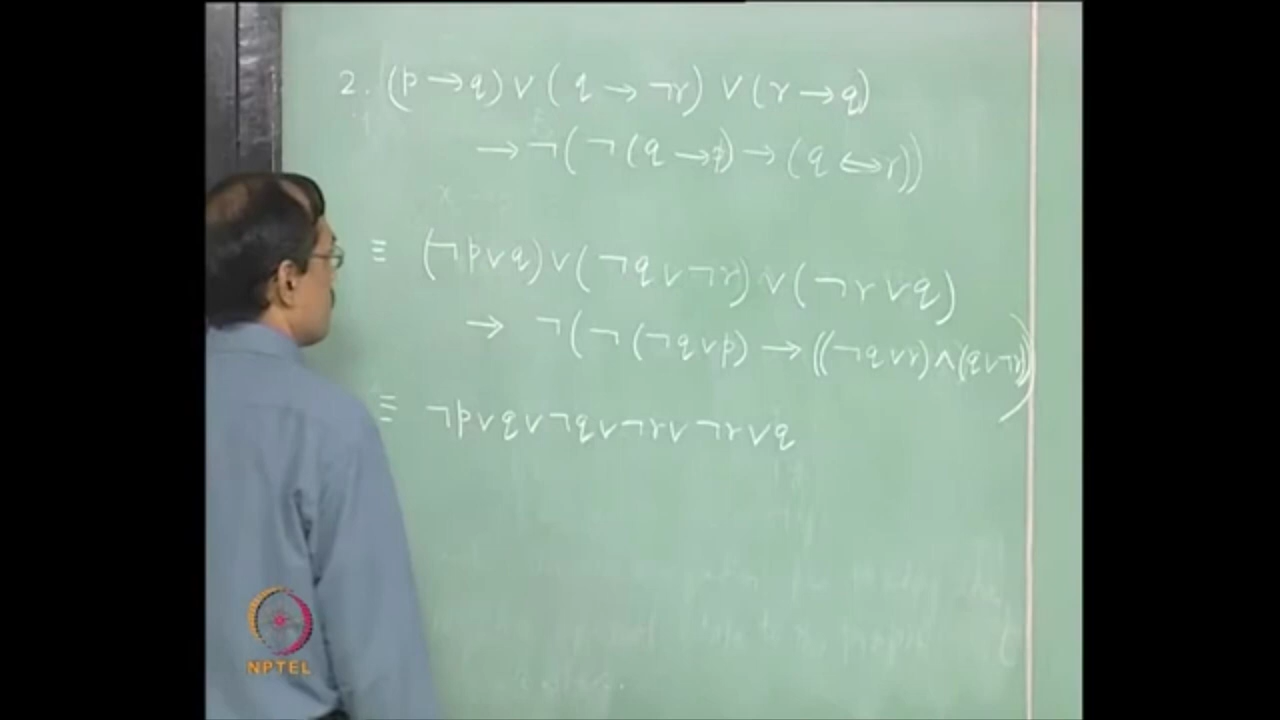 2. (p → q) ∨ ( q → ¬r) ∨ (r → q)
→ ¬(¬(q → p) → (q ⇔ r))
≡ (¬p∨q)∨(¬q∨¬r) ∨(¬r∨q)
→ ¬(¬(¬q∨p) → ((¬q∨r)∧(q∨¬r)))
≡ ¬p∨q∨¬q∨¬r∨¬r∨q
NPTEL